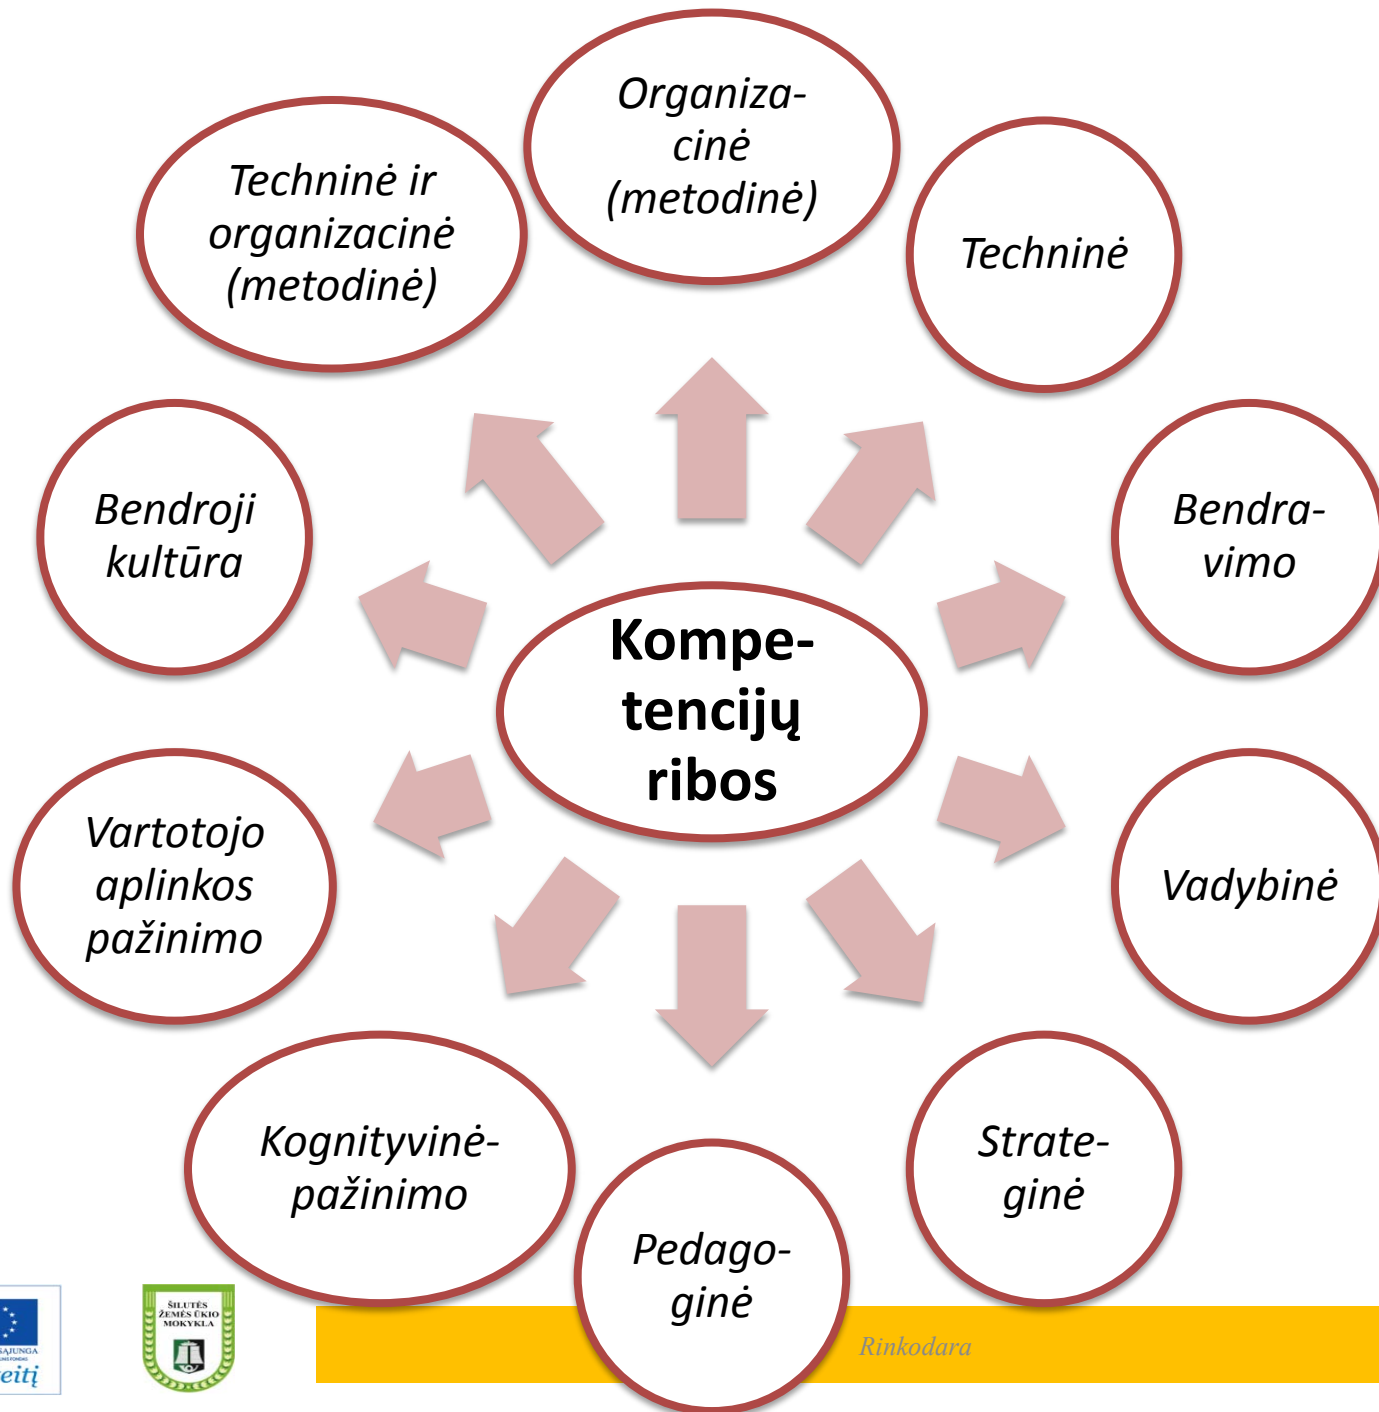 Organiza-
cinė
(metodinė)
Techninė ir
organizacinė
(metodinė)
Techninė
Bendroji
kultūra
Bendra-
vimo
Kompe-
tencijų
ribos
Vartotojo
aplinkos
pažinimo
Vadybinė
Kognityvinė-
pažinimo
Strate-
ginė
Pedago-
ginė
ŠILUTĖS
ŽEMĖS ŪKIO
MOKYKLA
Rinkodara